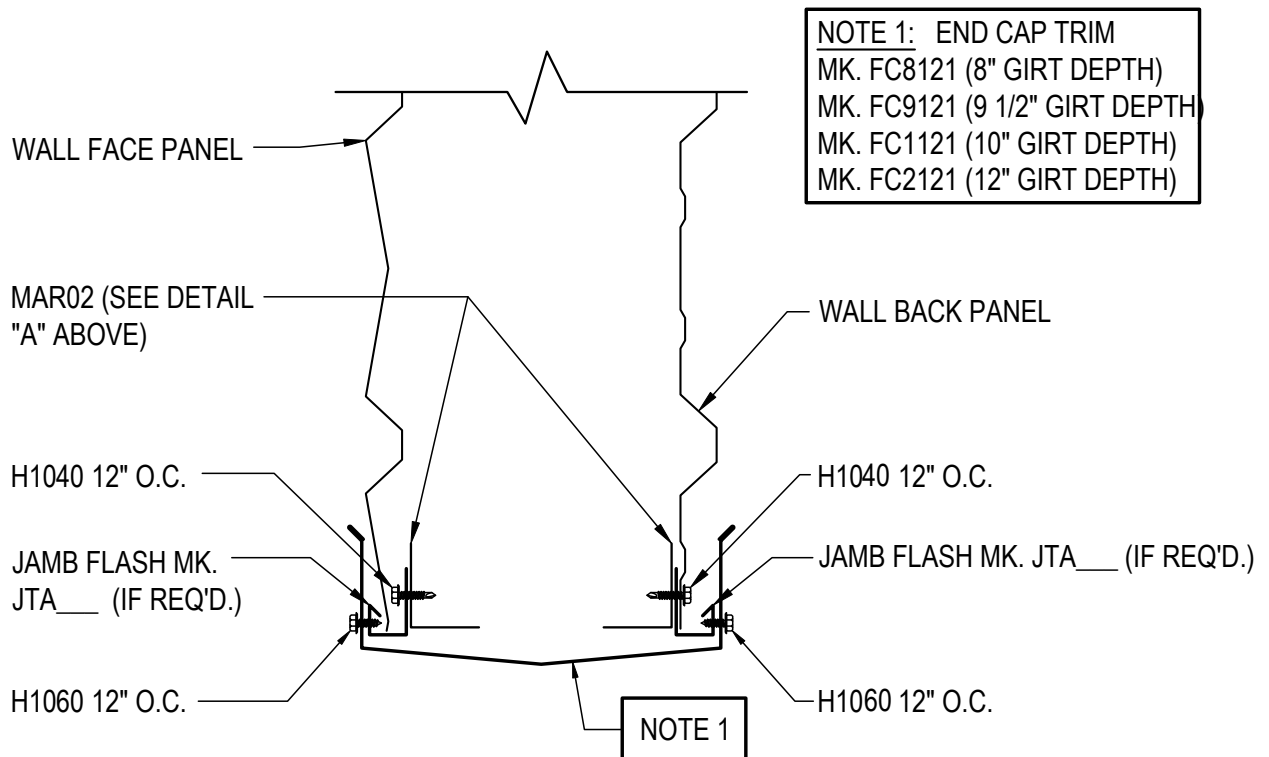 NOTE 1: END CAP TRIM
MK. FC8121 (8" GIRT DEPTH)
MK. FC9121 (9 1/2" GIRT DEPTH)
MK. FC1121 (10" GIRT DEPTH)
MK. FC2121 (12" GIRT DEPTH)
WALL FACE PANEL
MAR02 (SEE DETAIL
"A" ABOVE)
WALL BACK PANEL
H1040 12" O.C.
H1040 12" O.C.
JAMB FLASH MK.
JTA___ (IF REQ'D.)
JAMB FLASH MK. JTA___ (IF REQ'D.)
H1060 12" O.C.
H1060 12" O.C.
NOTE 1